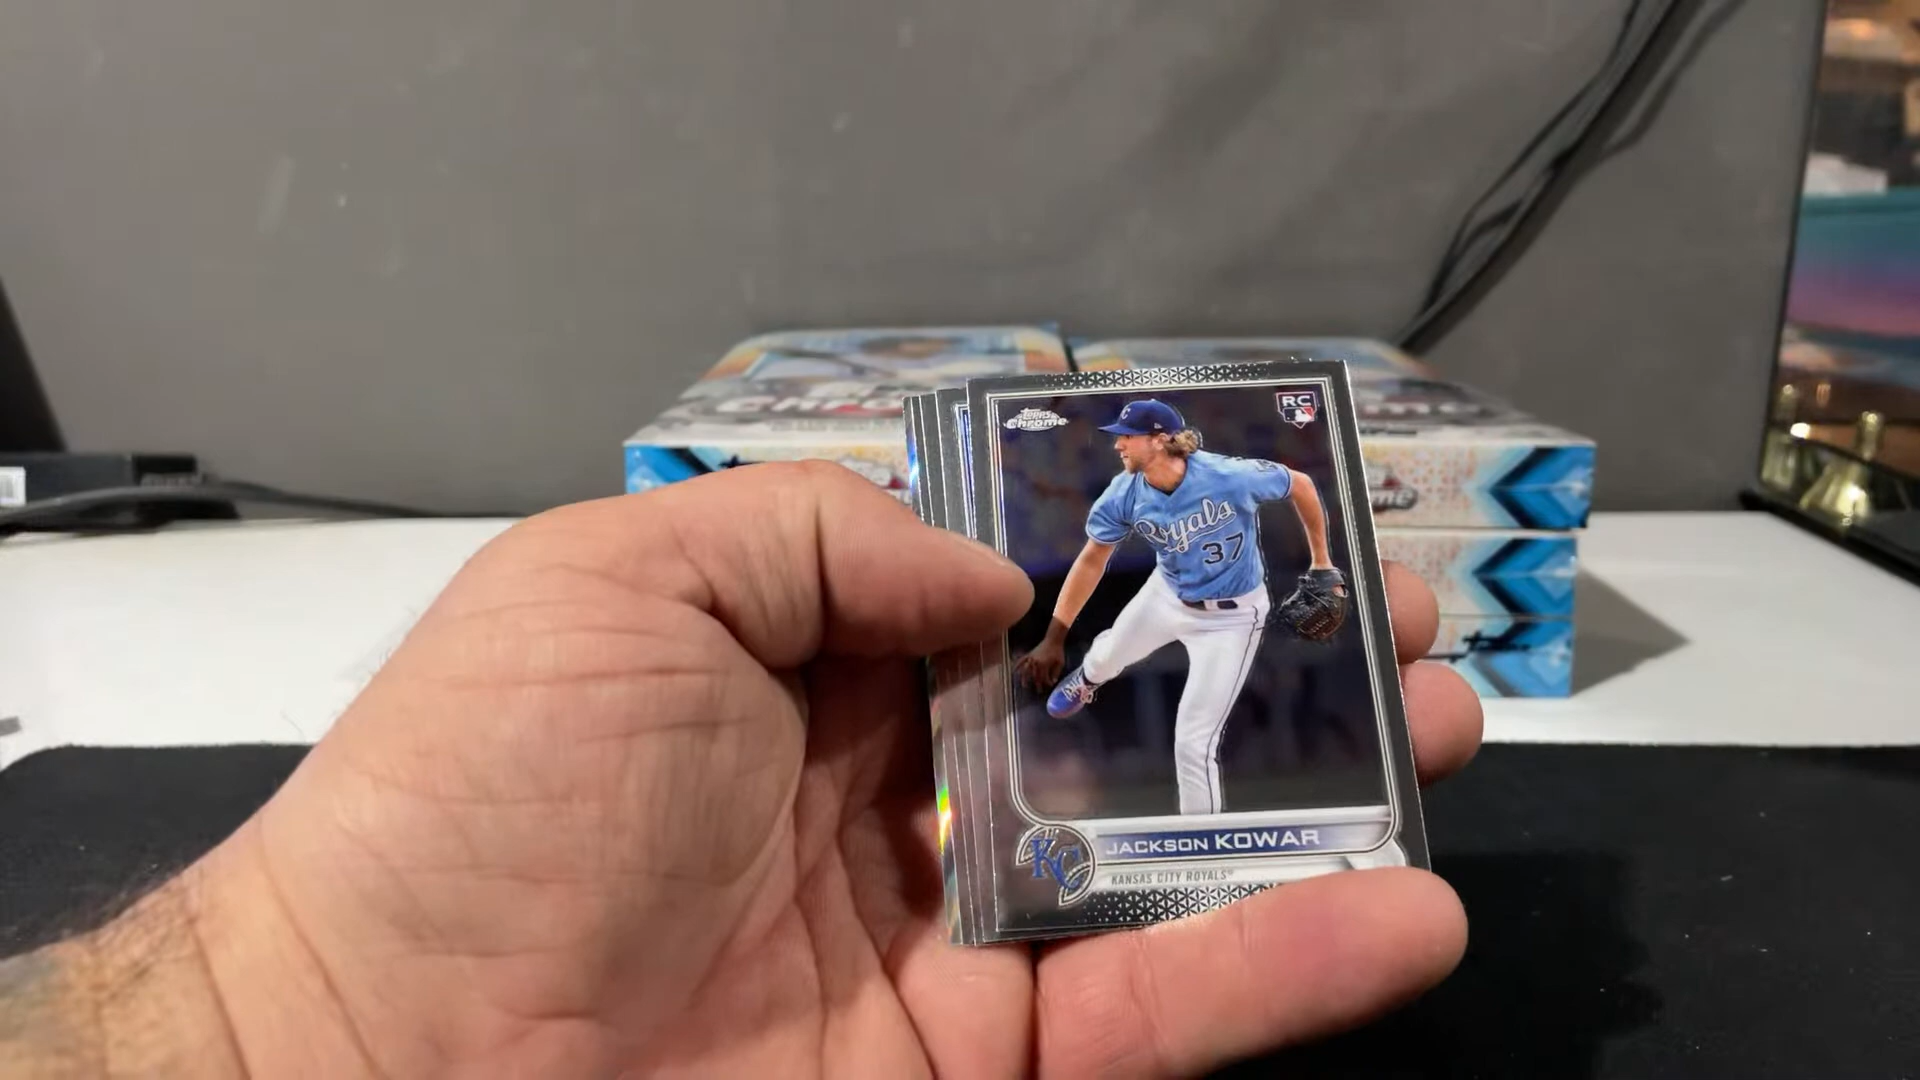 Topps
Chrome
RC
Royals
37
KC
JACKSON KOWAR
KANSAS CITY ROYALS®